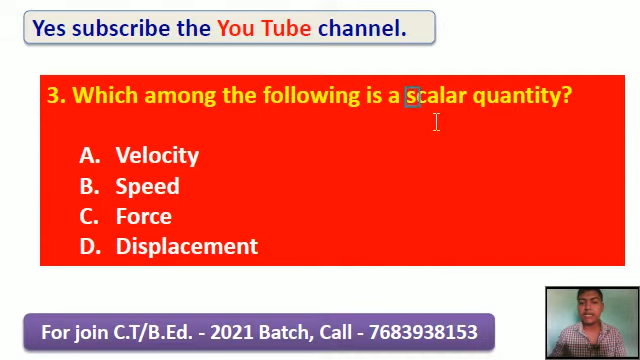 Yes subscribe the You Tube channel.
3. Which among the following is a scalar quantity?
A. Velocity
B. Speed
C. Force
D. Displacement
For join C.T/B.Ed. - 2021 Batch, Call - 7683938153